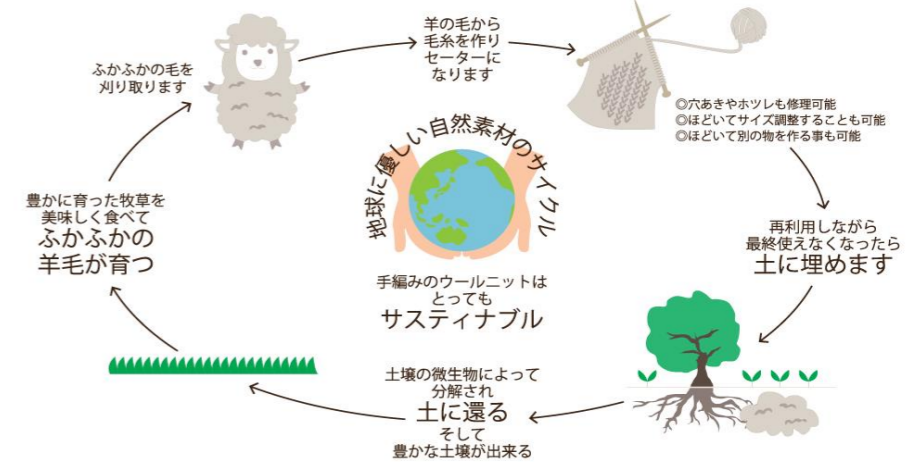 ふかふかの毛を
刈り取ります
羊の毛から
毛糸を作り
セーターに
なります
◎穴あきやホツレも修理可能
◎ほどいてサイズ調整することも可能
◎ほどいて別の物を作る事も可能
再利用しながら
最終使えなくなったら
土に埋めます
土壌の微生物によって
分解され
土に還る
そして
豊かな土壌が出来る
豊かに育った牧草を
美味しく食べて
ふかふかの
羊毛が育つ
地球に優しい自然素材のサイクル
手編みのウールニットは
とっても
サスティナブル